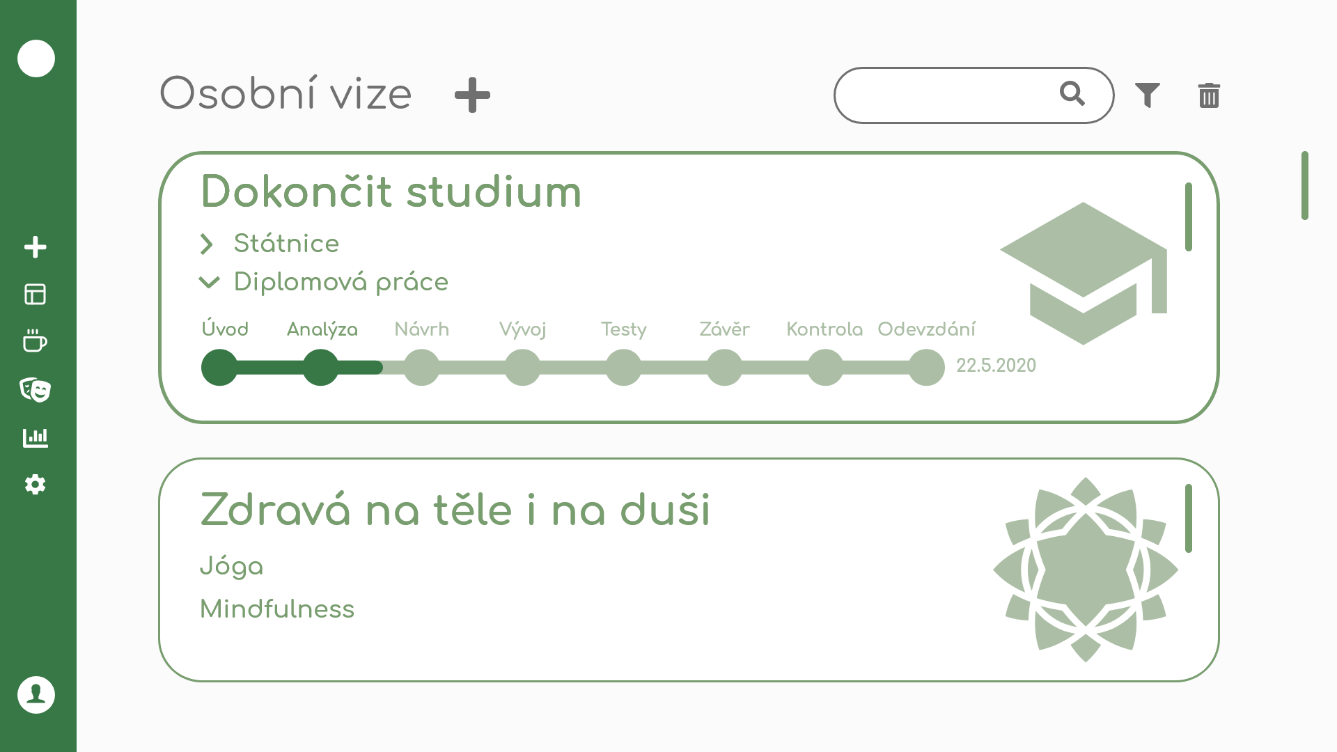 Osobní vize
Dokončit studium
Státnice
Diplomová práce
Úvod Analýza Návrh Vývoj Testy Závěr Kontrola Odevzdání
22.5.2020
Zdravá na těle i na duši
Jóga
Mindfulness